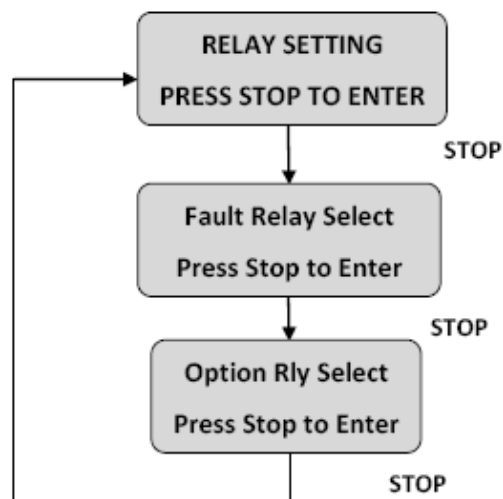 RELAY SETTING
PRESS STOP TO ENTER
STOP
Fault Relay Select
Press Stop to Enter
STOP
Option Rly Select
Press Stop to Enter
STOP